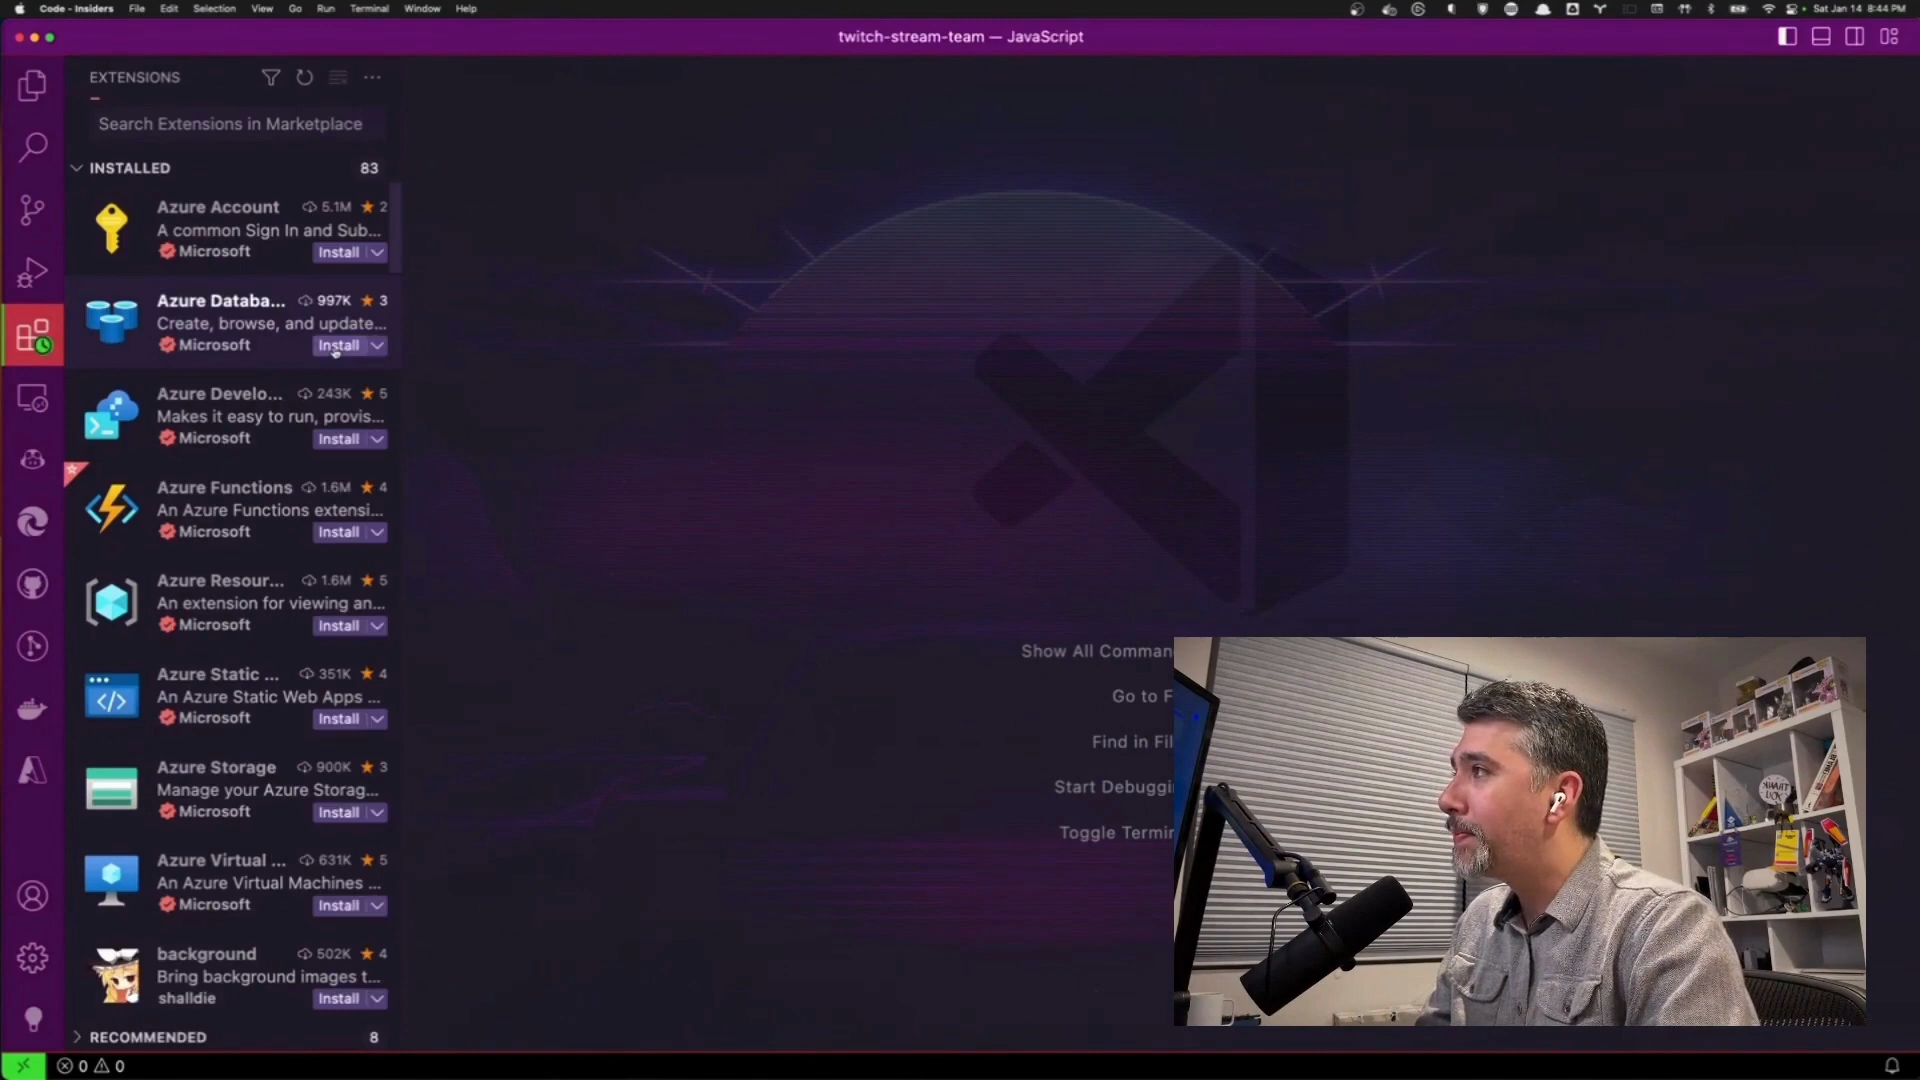 Code - Insiders File Edit Selection View Go Run Terminal Window Help
Sat Jan 14 8:44 PM
twitch-stream-team — JavaScript
EXTENSIONS
Search Extensions in Marketplace
INSTALLED 83
Azure Account 5.1M 2
A common Sign In and Sub...
Microsoft Install
Azure Databa... 997K 3
Create, browse, and update...
Microsoft Install
Azure Develo... 243K 5
Makes it easy to run, provis...
Microsoft Install
Azure Functions 1.6M 4
An Azure Functions extensi...
Microsoft Install
Azure Resour... 1.6M 5
An extension for viewing an...
Microsoft Install
Azure Static ... 351K 4
An Azure Static Web Apps ...
Microsoft Install
Azure Storage 900K 3
Manage your Azure Storag...
Microsoft Install
Azure Virtual ... 631K 5
An Azure Virtual Machines ...
Microsoft Install
background 502K 4
Bring background images t...
shalldie Install
RECOMMENDED 8
0 0
Show All Comman
Go to F
Find in Fil
Start Debuggi
Toggle Termin